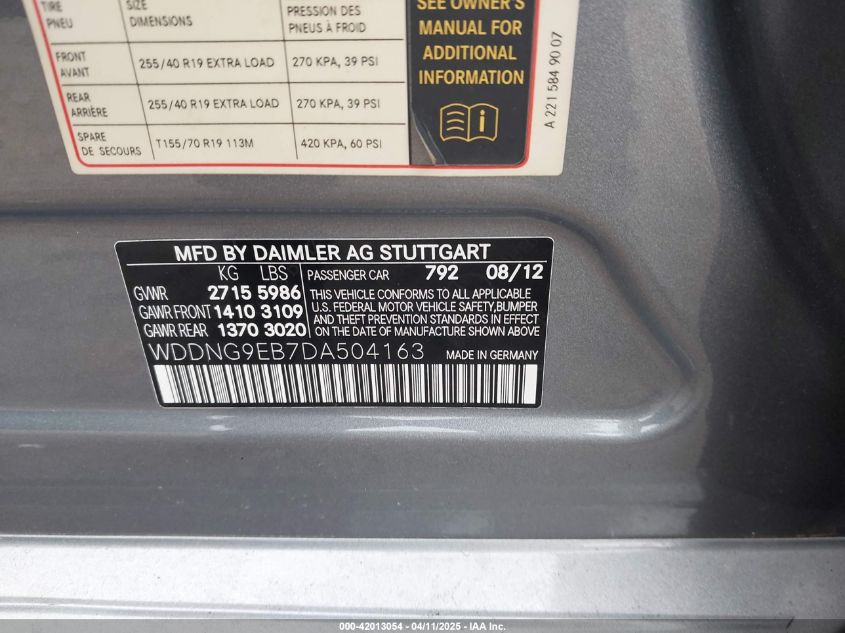 TIRE SIZE PRESSION DES
PNEU DIMENSIONS PNEUS À FROID
FRONT
AVANT 255/40 R19 EXTRA LOAD 270 KPA, 39 PSI
REAR
ARRIÈRE 255/40 R19 EXTRA LOAD 270 KPA, 39 PSI
SPARE
DE SECOURS T155/70 R19 113M 420 KPA, 60 PSI
SEE OWNER'S
MANUAL FOR
ADDITIONAL
INFORMATION
A 221 584 90 07
MFD BY DAIMLER AG STUTTGART
KG LBS PASSENGER CAR 792 08/12
GVWR 2715 5986
GAWR FRONT 1410 3109
GAWR REAR 1370 3020
THIS VEHICLE CONFORMS TO ALL APPLICABLE
U.S. FEDERAL MOTOR VEHICLE SAFETY, BUMPER
AND THEFT PREVENTION STANDARDS IN EFFECT
ON THE DATE OF MANUFACTURE SHOWN ABOVE
WDDNG9EB7DA504163 MADE IN GERMANY
000-42013054 - 04/11/2025 - IAA Inc.